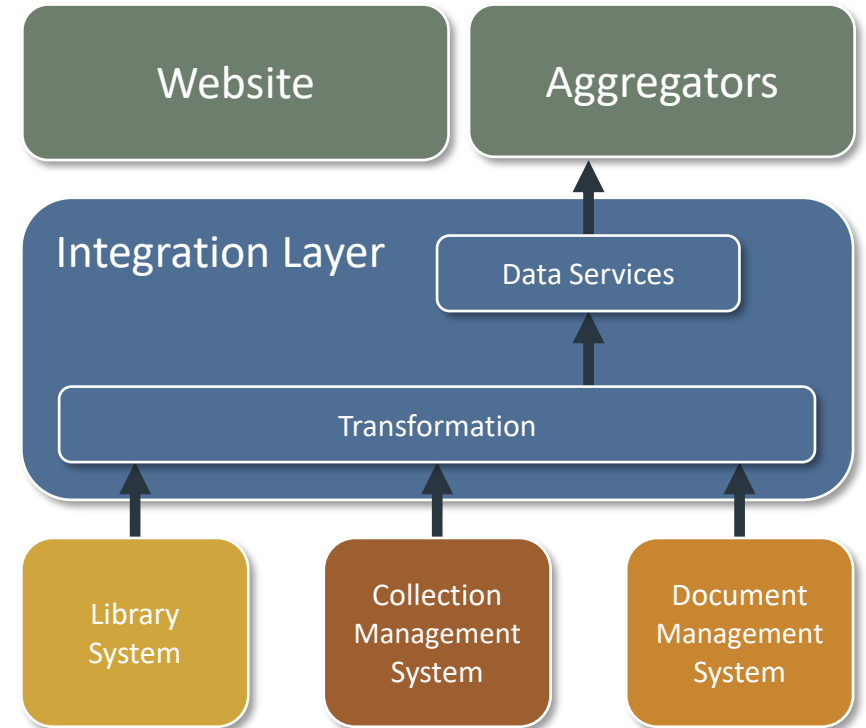 Website
Aggregators
Integration Layer
Data Services
Transformation
Library
System
Collection
Management
System
Document
Management
System